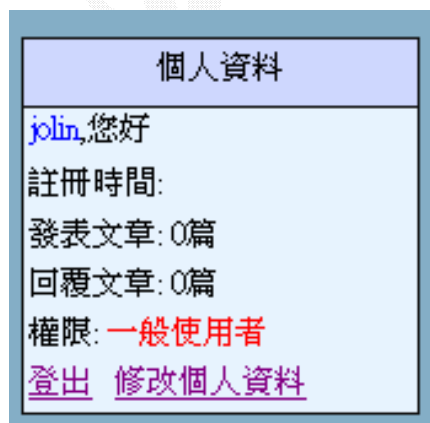 個人資料
jolin,您好
註冊時間:
發表文章: 0篇
回覆文章: 0篇
權限: 一般使用者
登出 修改個人資料